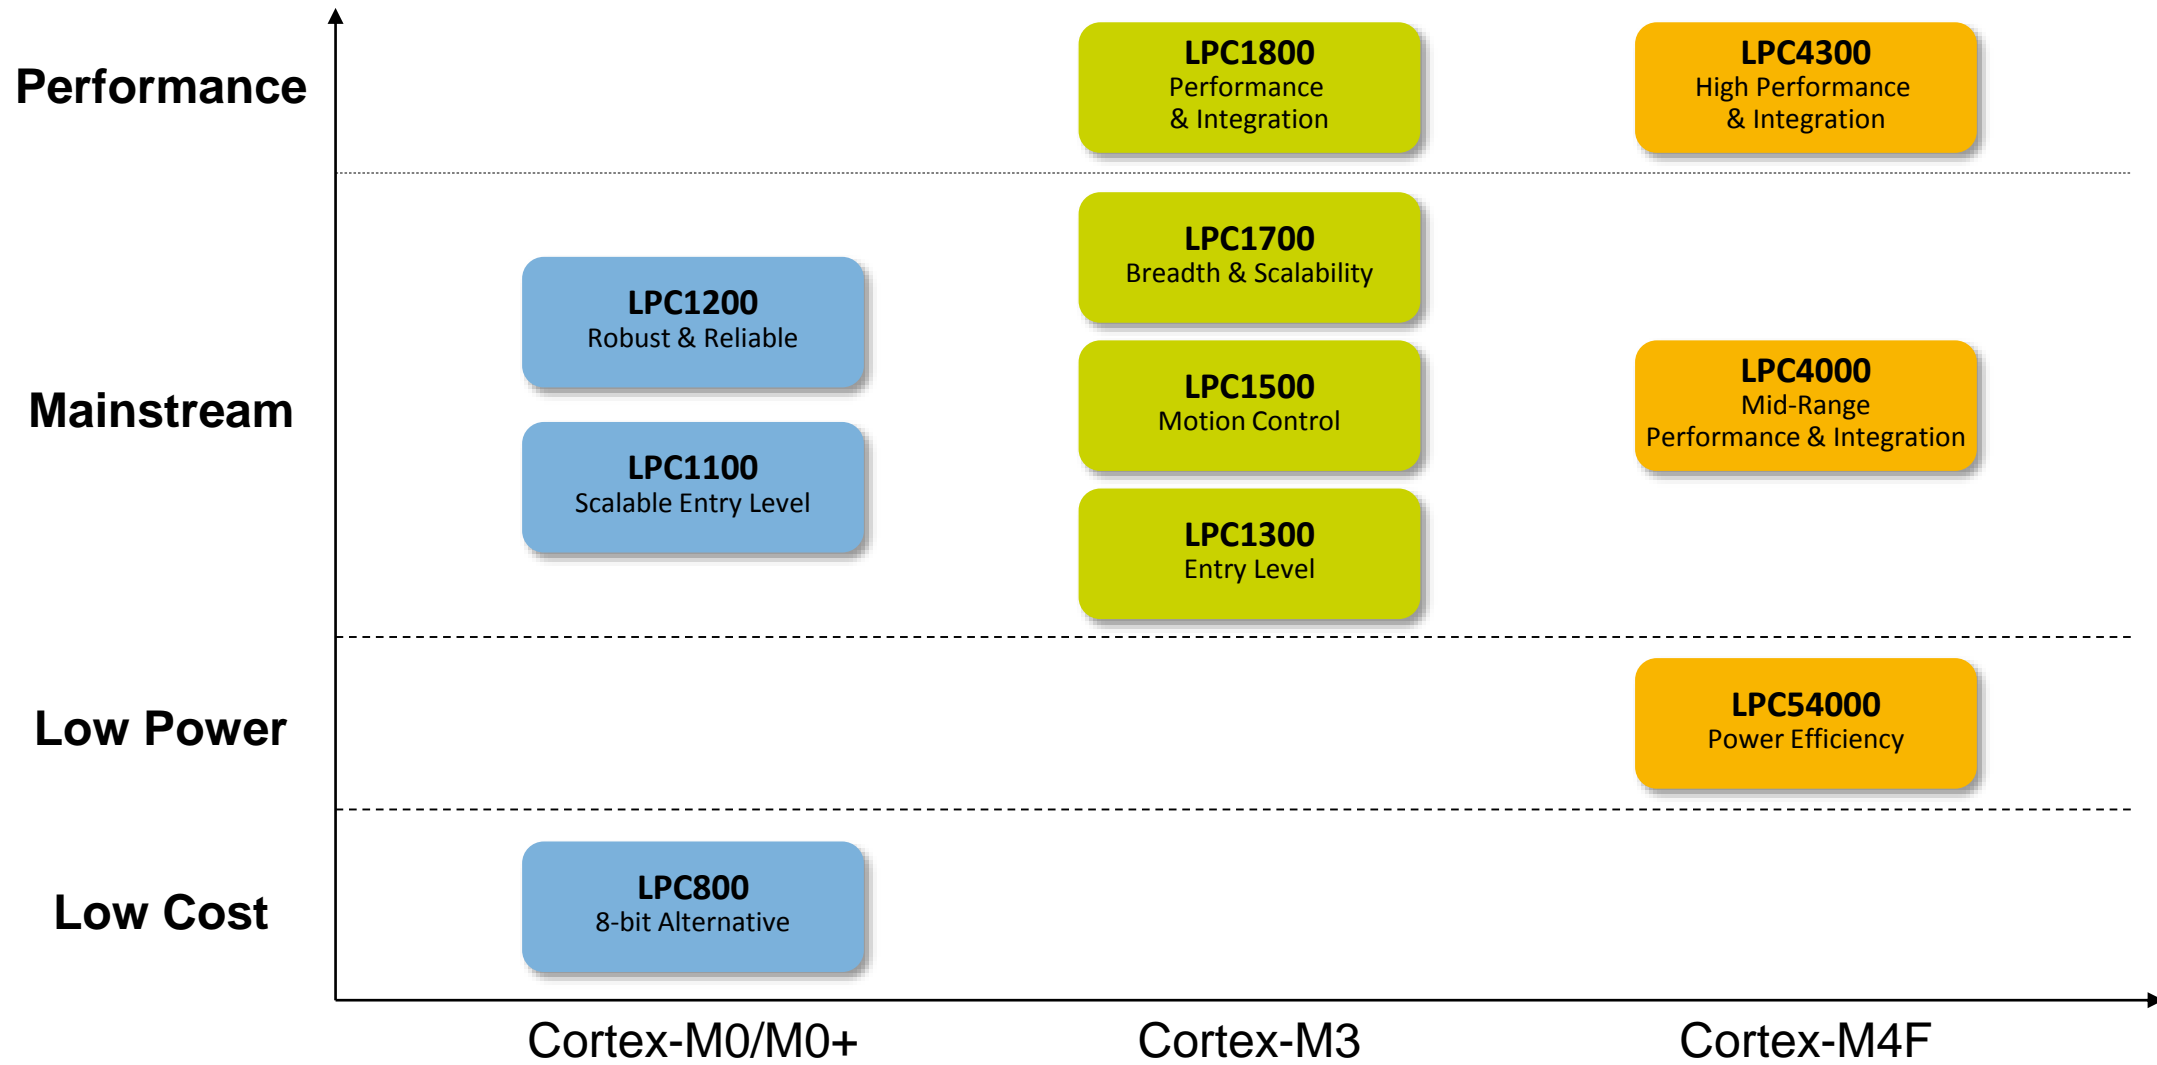 Performance
LPC1800
Performance
& Integration
LPC4300
High Performance
& Integration
Mainstream
LPC1200
Robust & Reliable
LPC1100
Scalable Entry Level
LPC1700
Breadth & Scalability
LPC1500
Motion Control
LPC1300
Entry Level
LPC4000
Mid-Range
Performance & Integration
Low Power
LPC54000
Power Efficiency
Low Cost
LPC800
8-bit Alternative
Cortex-M0/M0+
Cortex-M3
Cortex-M4F